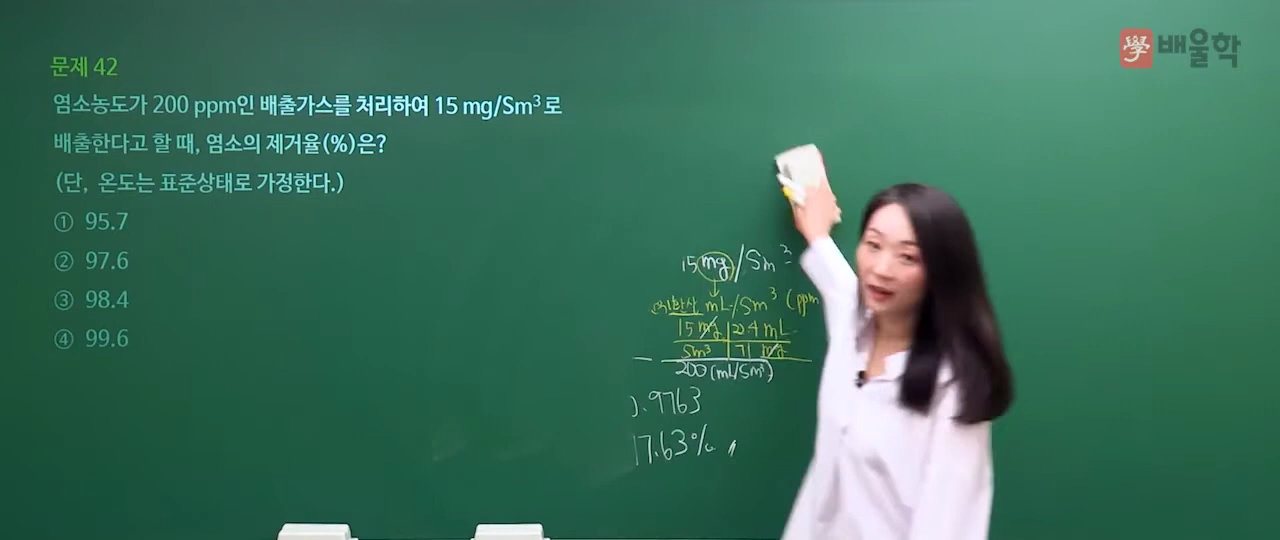 學 배울학
문제 42
염소농도가 200 ppm인 배출가스를 처리하여 15 mg/Sm³로
배출한다고 할 때, 염소의 제거율(%)은?
(단, 온도는 표준상태로 가정한다.)
① 95.7
② 97.6
③ 98.4
④ 99.6
15 mg/Sm³
mL/Sm³ (ppm
15 mg 22.4 mL
Sm³ 71 mg
200 (mL/Sm³)
.9763
7.63%